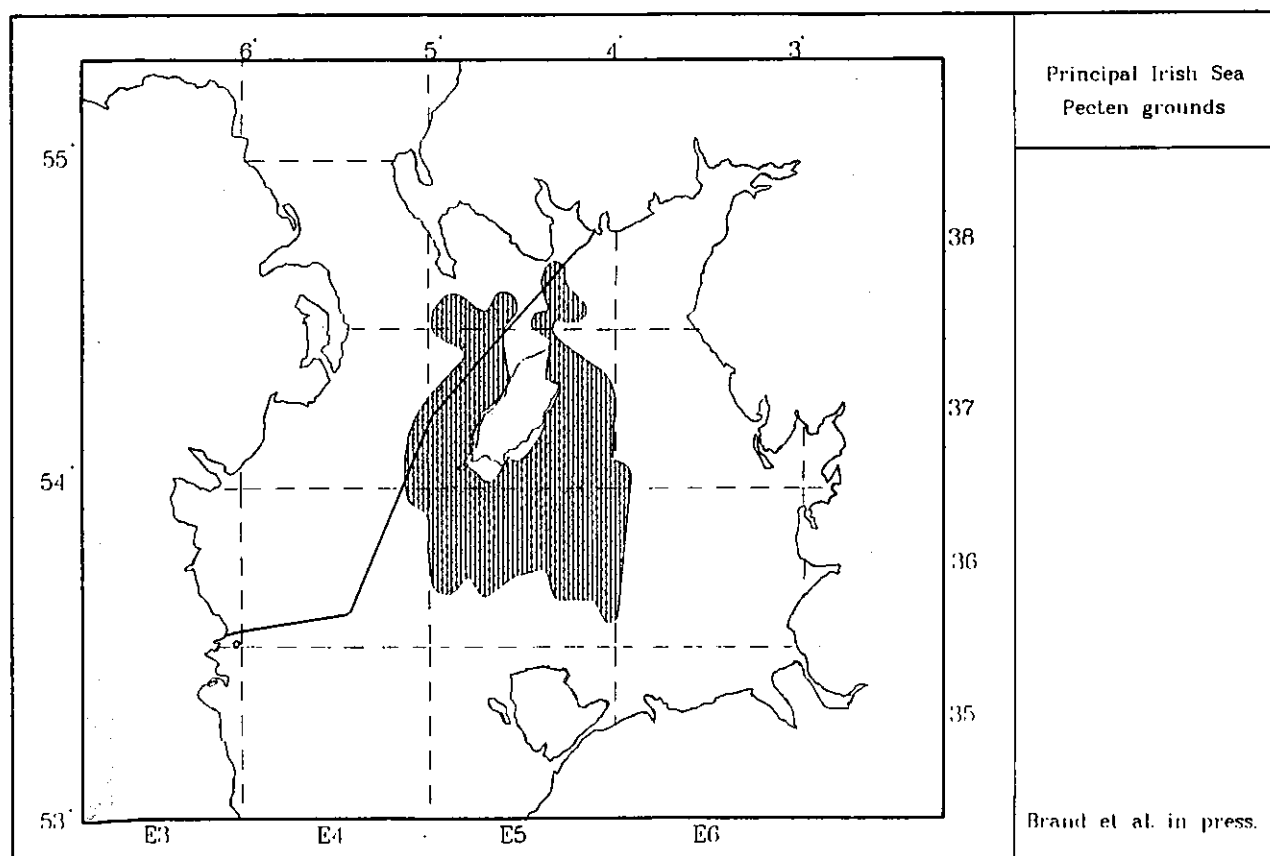 6° 5° 4° 3°
Principal Irish Sea
Pecten grounds
55°
38
37
54°
36
35
53°
E3 E4 E5 E6
Brand et al. in press.